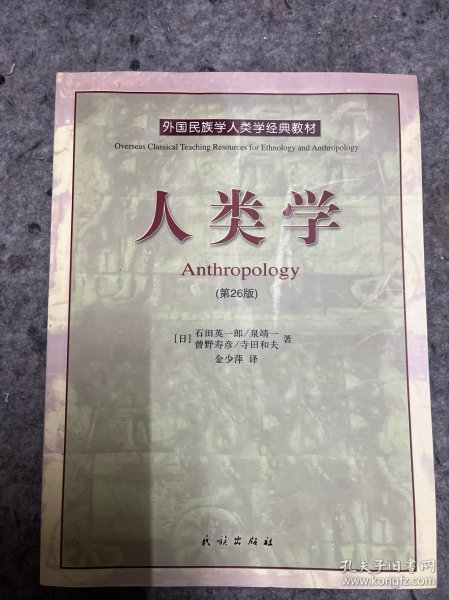 外国民族学人类学经典教材
Overseas Classical Teaching Resources for Ethnology and Anthropology
人类学
Anthropology
(第26版)
[日] 石田英一郎/泉靖一 著
曾野寿彦/寺田和夫
金少萍 译
民族出版社
孔夫子旧书网
www.kongfz.com